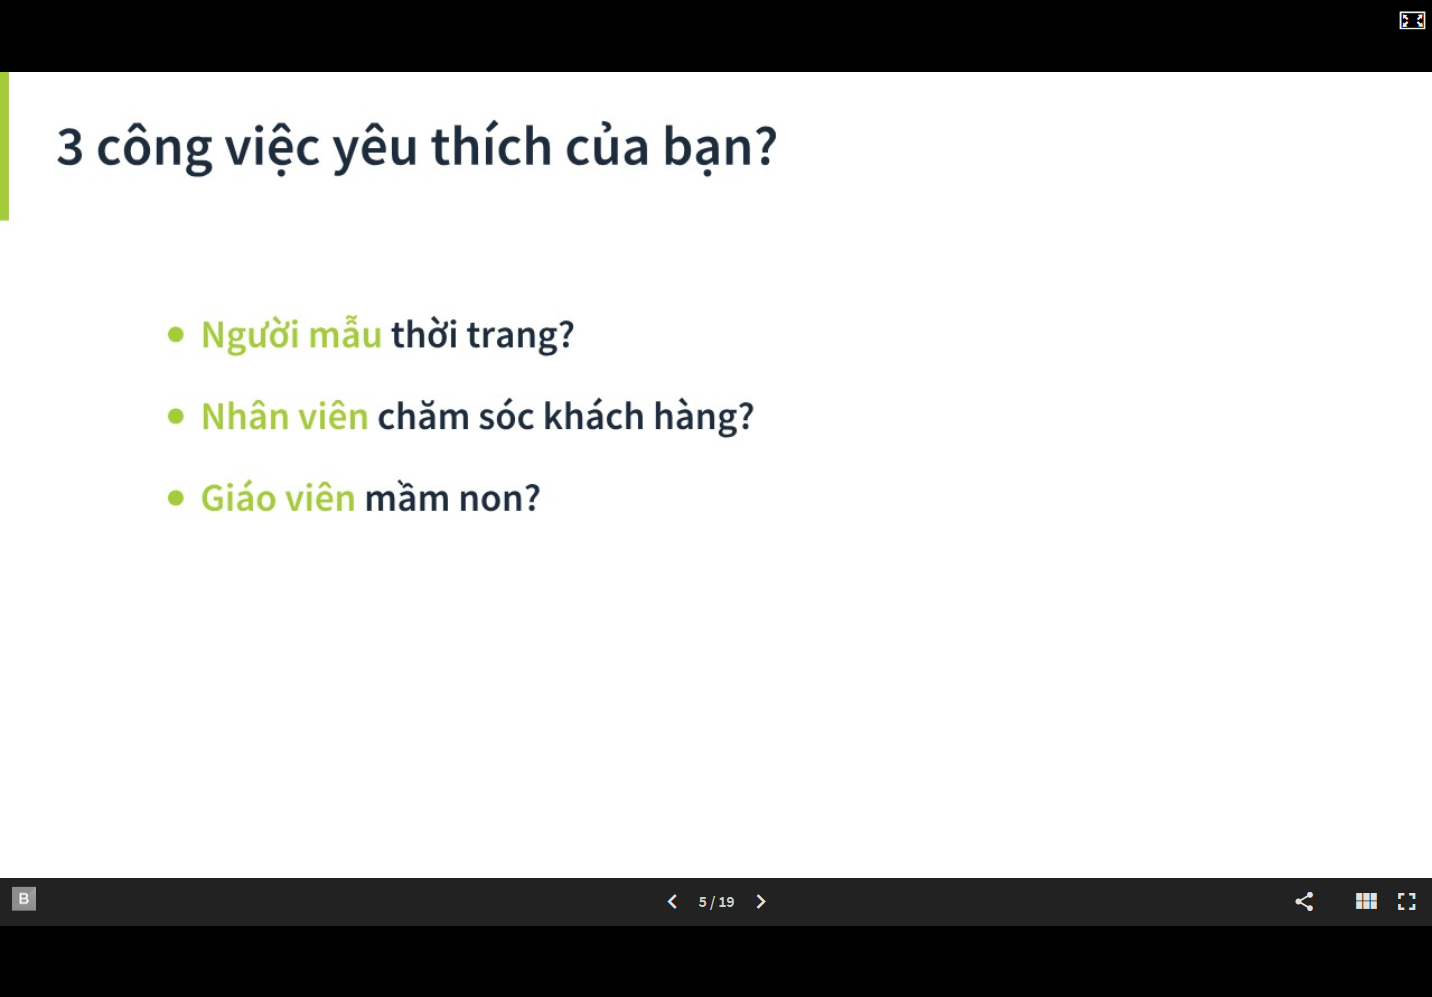 3 công việc yêu thích của bạn?
Người mẫu thời trang?
Nhân viên chăm sóc khách hàng?
Giáo viên mầm non?
B
5 / 19